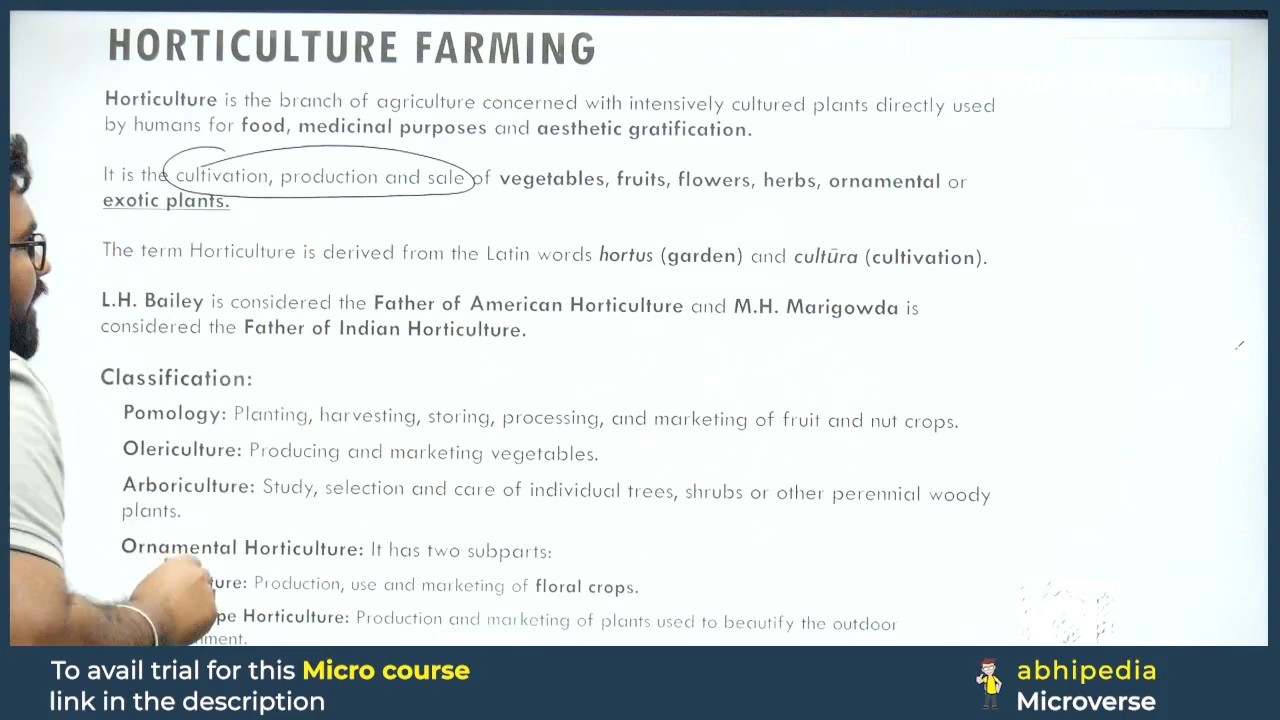 HORTICULTURE FARMING
Horticulture is the branch of agriculture concerned with intensively cultured plants directly used
by humans for food, medicinal purposes and aesthetic gratification.
It is the cultivation, production and sale of vegetables, fruits, flowers, herbs, ornamental or
exotic plants.
The term Horticulture is derived from the Latin words hortus (garden) and cultūra (cultivation).
L.H. Bailey is considered the Father of American Horticulture and M.H. Marigowda is
considered the Father of Indian Horticulture.
Classification:
Pomology: Planting, harvesting, storing, processing, and marketing of fruit and nut crops.
Olericulture: Producing and marketing vegetables.
Arboriculture: Study, selection and care of individual trees, shrubs or other perennial woody
plants.
Ornamental Horticulture: It has two subparts:
ure: Production, use and marketing of floral crops.
pe Horticulture: Production and marketing of plants used to beautify the outdoor
nment.
To avail trial for this Micro course
link in the description
abhipedia
Microverse